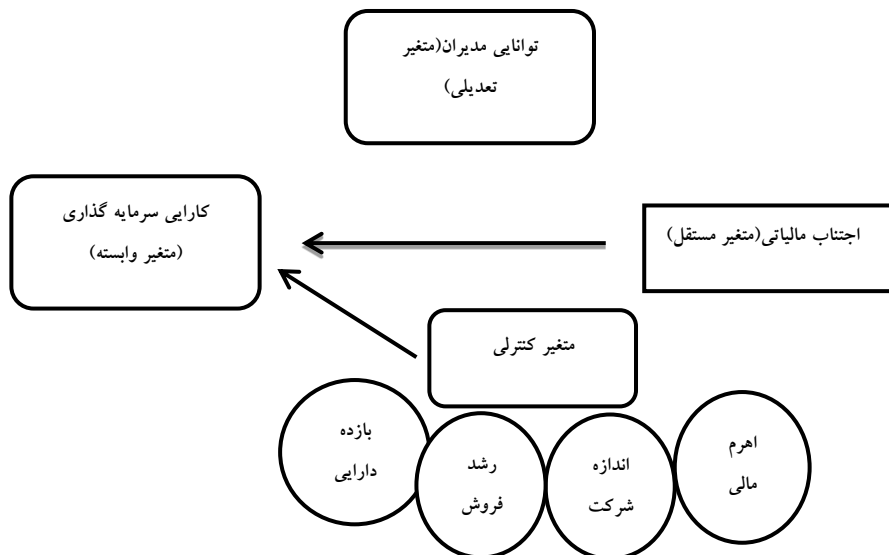 توانایی مدیران(متغیر
تعدیلی)
اجتناب مالیاتی(متغیر مستقل)
کارایی سرمایه گذاری
(متغیر وابسته)
متغیر کنترلی
اهرم
مالی
اندازه
شرکت
رشد
فروش
بازده
دارایی